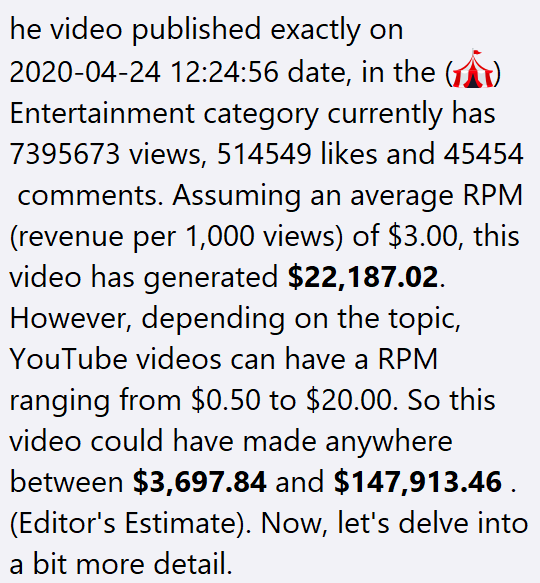 he video published exactly on
2020-04-24 12:24:56 date, in the (🎪)
Entertainment category currently has
7395673 views, 514549 likes and 45454
comments. Assuming an average RPM
(revenue per 1,000 views) of $3.00, this
video has generated $22,187.02.
However, depending on the topic,
YouTube videos can have a RPM
ranging from $0.50 to $20.00. So this
video could have made anywhere
between $3,697.84 and $147,913.46 .
(Editor's Estimate). Now, let's delve into
a bit more detail.